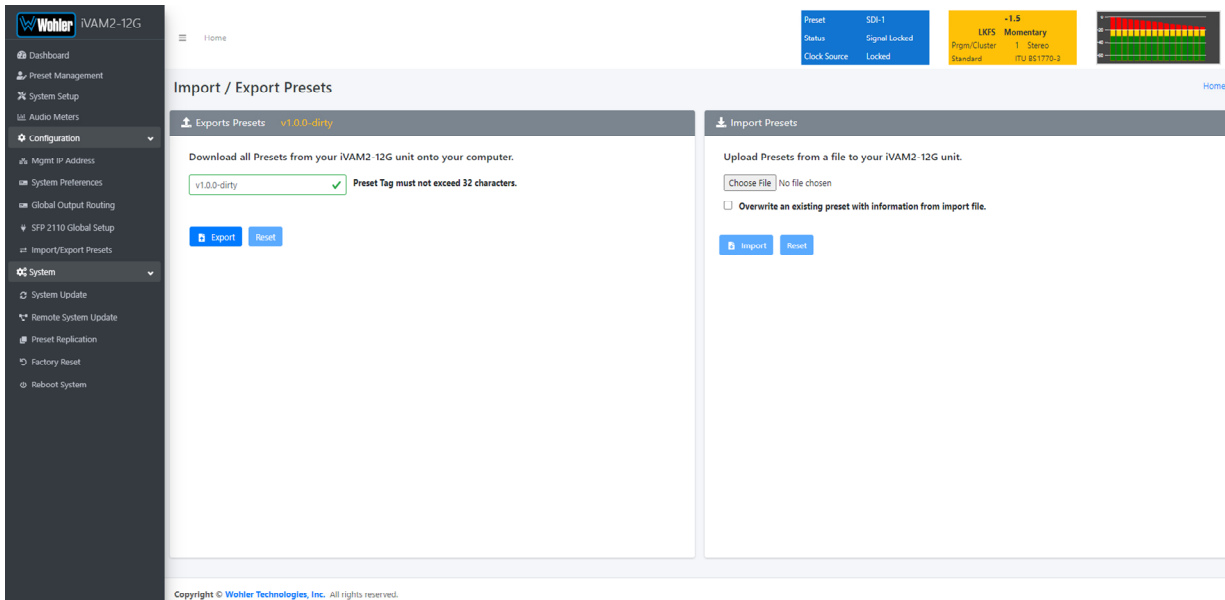 Wohler iVAM2-12G
Dashboard
Preset Management
System Setup
Audio Meters
Configuration
Mgmt IP Address
System Preferences
Global Output Routing
SFP 2110 Global Setup
Import/Export Presets
System
System Update
Remote System Update
Preset Replication
Factory Reset
Reboot System
Home
Preset SDI-1
Status Signal Locked
Clock Source Locked
-1.5
LKFS Momentary
Prgm/Cluster 1 Stereo
Standard ITU BS1770-3
Import / Export Presets
Home
Exports Presets v1.0.0-dirty
Download all Presets from your iVAM2-12G unit onto your computer.
v1.0.0-dirty Preset Tag must not exceed 32 characters.
Export Reset
Import Presets
Upload Presets from a file to your iVAM2-12G unit.
Choose File No file chosen
Overwrite an existing preset with information from import file.
Import Reset
Copyright © Wohler Technologies, Inc. All rights reserved.